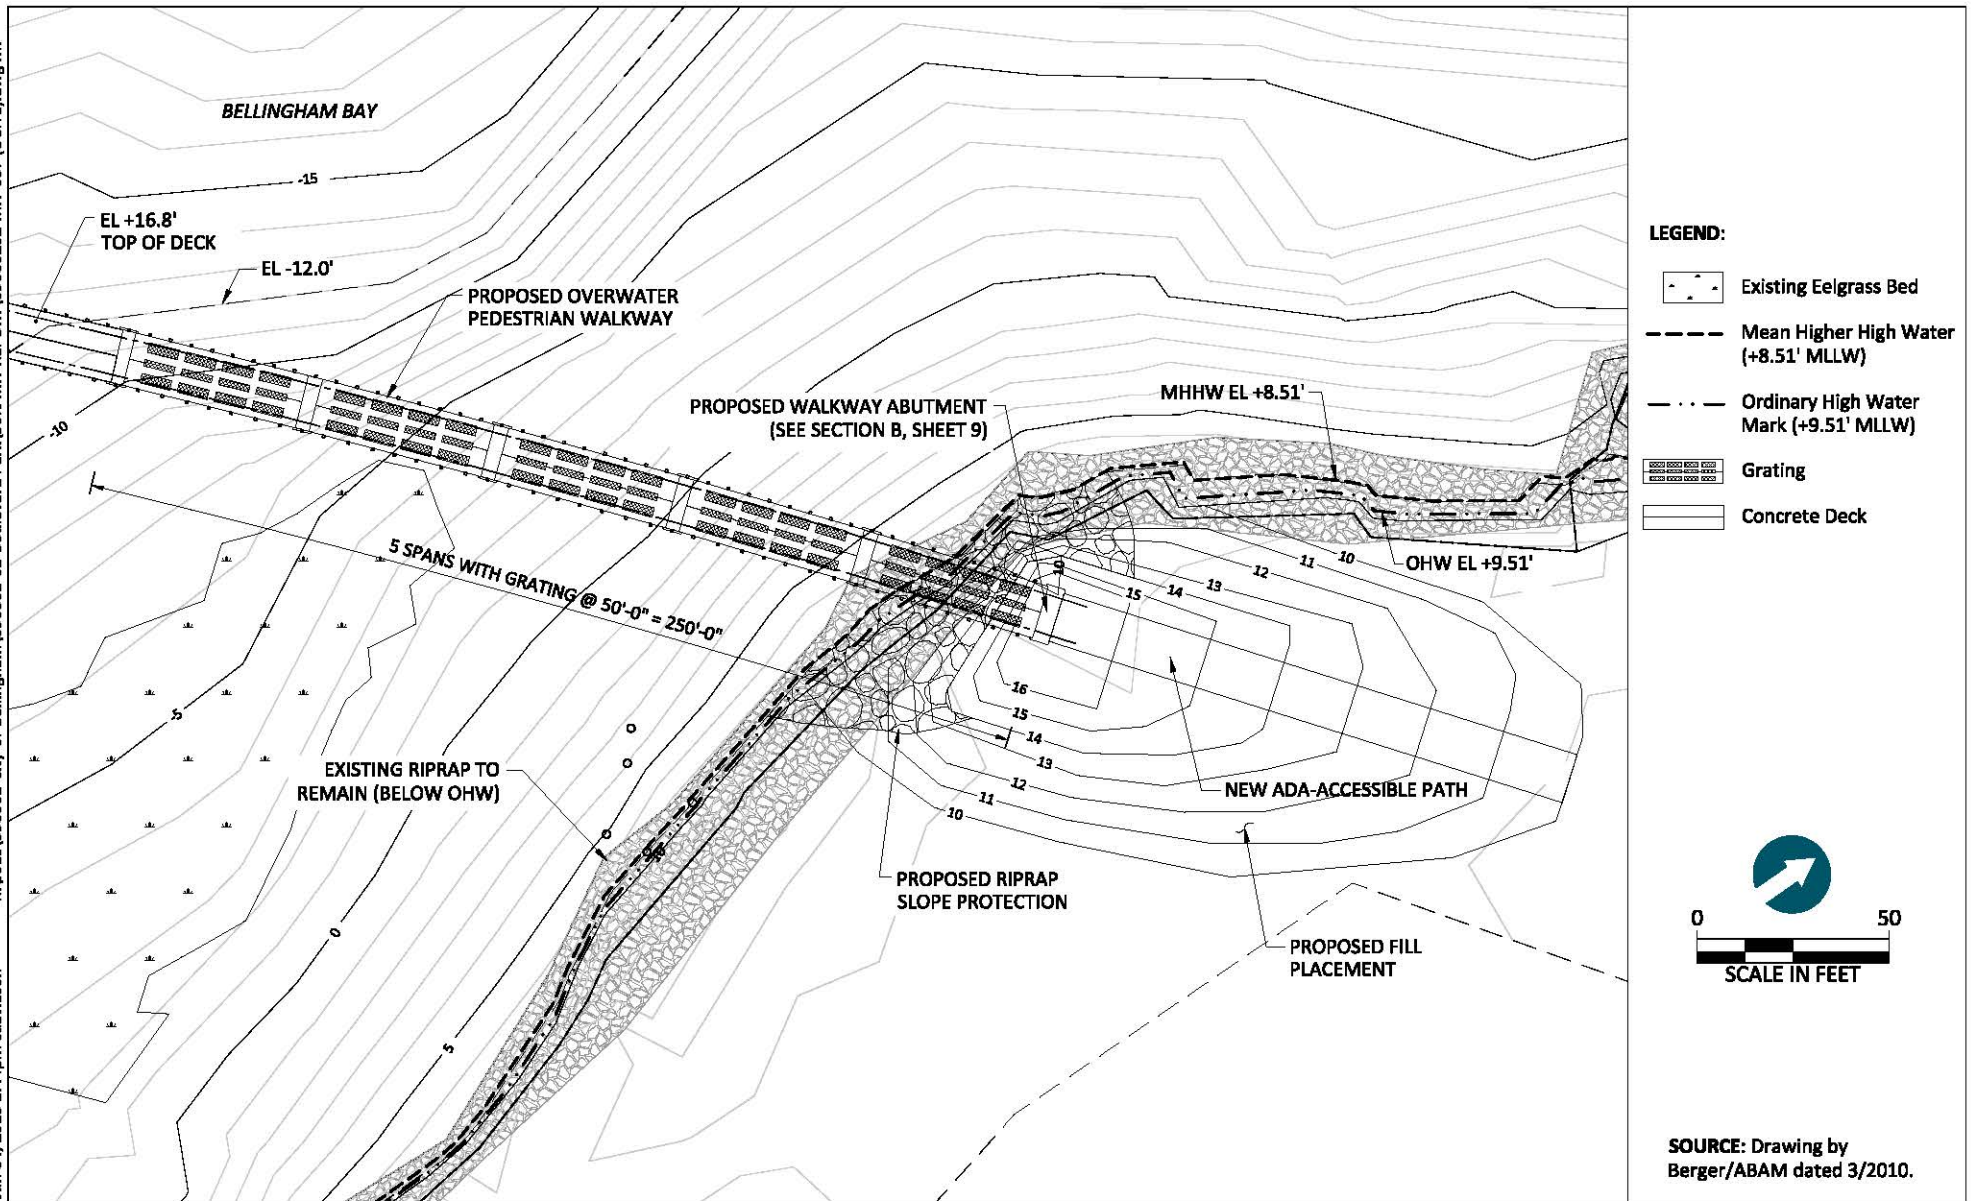 BELLINGHAM BAY
-15
EL +16.8'
TOP OF DECK
EL -12.0'
PROPOSED OVERWATER
PEDESTRIAN WALKWAY
-10
PROPOSED WALKWAY ABUTMENT
(SEE SECTION B, SHEET 9)
MHHW EL +8.51'
5 SPANS WITH GRATING @ 50'-0" = 250'-0"
OHW EL +9.51'
10
11
12
13
14
15
10
16
15
14
13
12
11
10
-5
0
5
EXISTING RIPRAP TO
REMAIN (BELOW OHW)
NEW ADA-ACCESSIBLE PATH
PROPOSED RIPRAP
SLOPE PROTECTION
PROPOSED FILL
PLACEMENT
LEGEND:
Existing Eelgrass Bed
Mean Higher High Water
(+8.51' MLLW)
Ordinary High Water
Mark (+9.51' MLLW)
Grating
Concrete Deck
0 50
SCALE IN FEET
SOURCE: Drawing by
Berger/ABAM dated 3/2010.